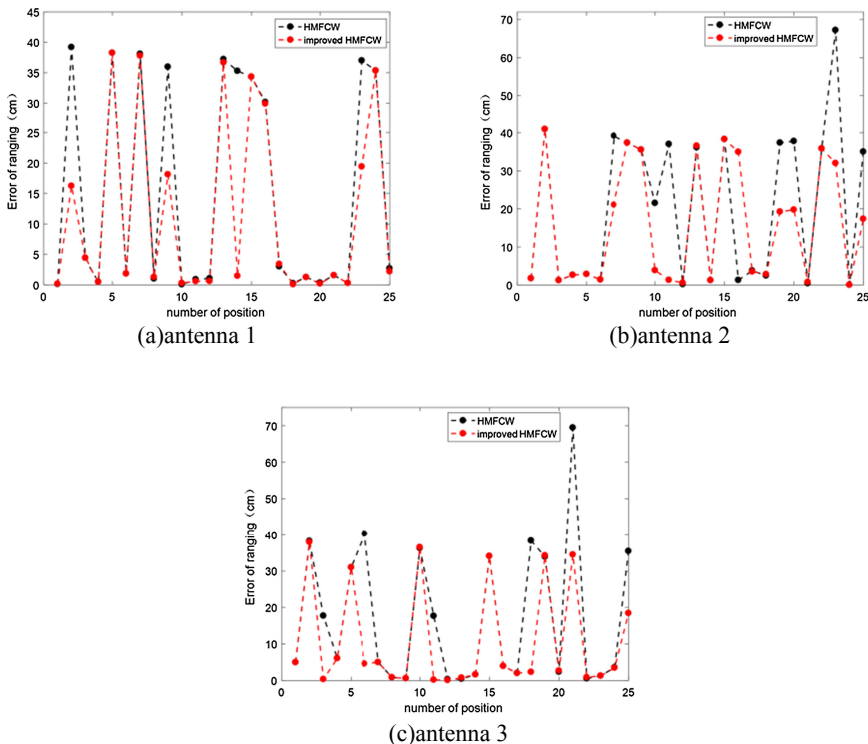 45
40
35
30
25
20
15
10
5
0
Error of ranging（cm）
HMFCW
improved HMFCW
0 5 10 15 20 25
number of position
(a)antenna 1
70
60
50
40
30
20
10
0
Error of ranging（cm）
HMFCW
improved HMFCW
0 5 10 15 20 25
number of position
(b)antenna 2
70
60
50
40
30
20
10
0
Error of ranging（cm）
HMFCW
improved HMFCW
0 5 10 15 20 25
number of position
(c)antenna 3